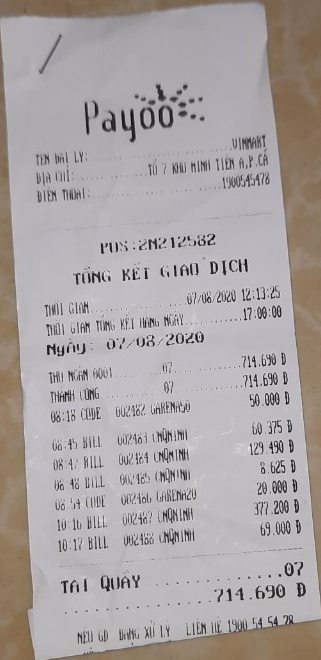 Payoo
TÊN ĐẠI LÝ: ................VINMART
ĐỊA CHỈ: .........TỔ 7 KHU MINH TIẾN A,P.CẨ
ĐIỆN THOẠI: ................1900545478
POS:2M212582
TỔNG KẾT GIAO DỊCH
THỜI GIAN...............07/08/2020 12:13:25
THỜI GIAN TỔNG KẾT HÀNG NGÀY.......17:00:00
Ngày: 07/08/2020
THU NGÂN 0001.......07..........714.690 Đ
THÀNH CÔNG..........07..........714.690 Đ
08:18 CODE 002482 GARENA50 50.000 Đ
08:45 BILL 002483 CNQNINH 60.375 Đ
08:47 BILL 002484 CNQNINH 129.490 Đ
08:48 BILL 002485 CNQNINH 8.625 Đ
08:54 CODE 002486 GARENA20 20.000 Đ
10:16 BILL 002487 CNQNINH 377.200 Đ
10:17 BILL 002488 CNQNINH 69.000 Đ
TẠI QUẦY ............07
..............714.690 Đ
NẾU GD ĐANG XỬ LÝ LIÊN HỆ 1900 54 54 78